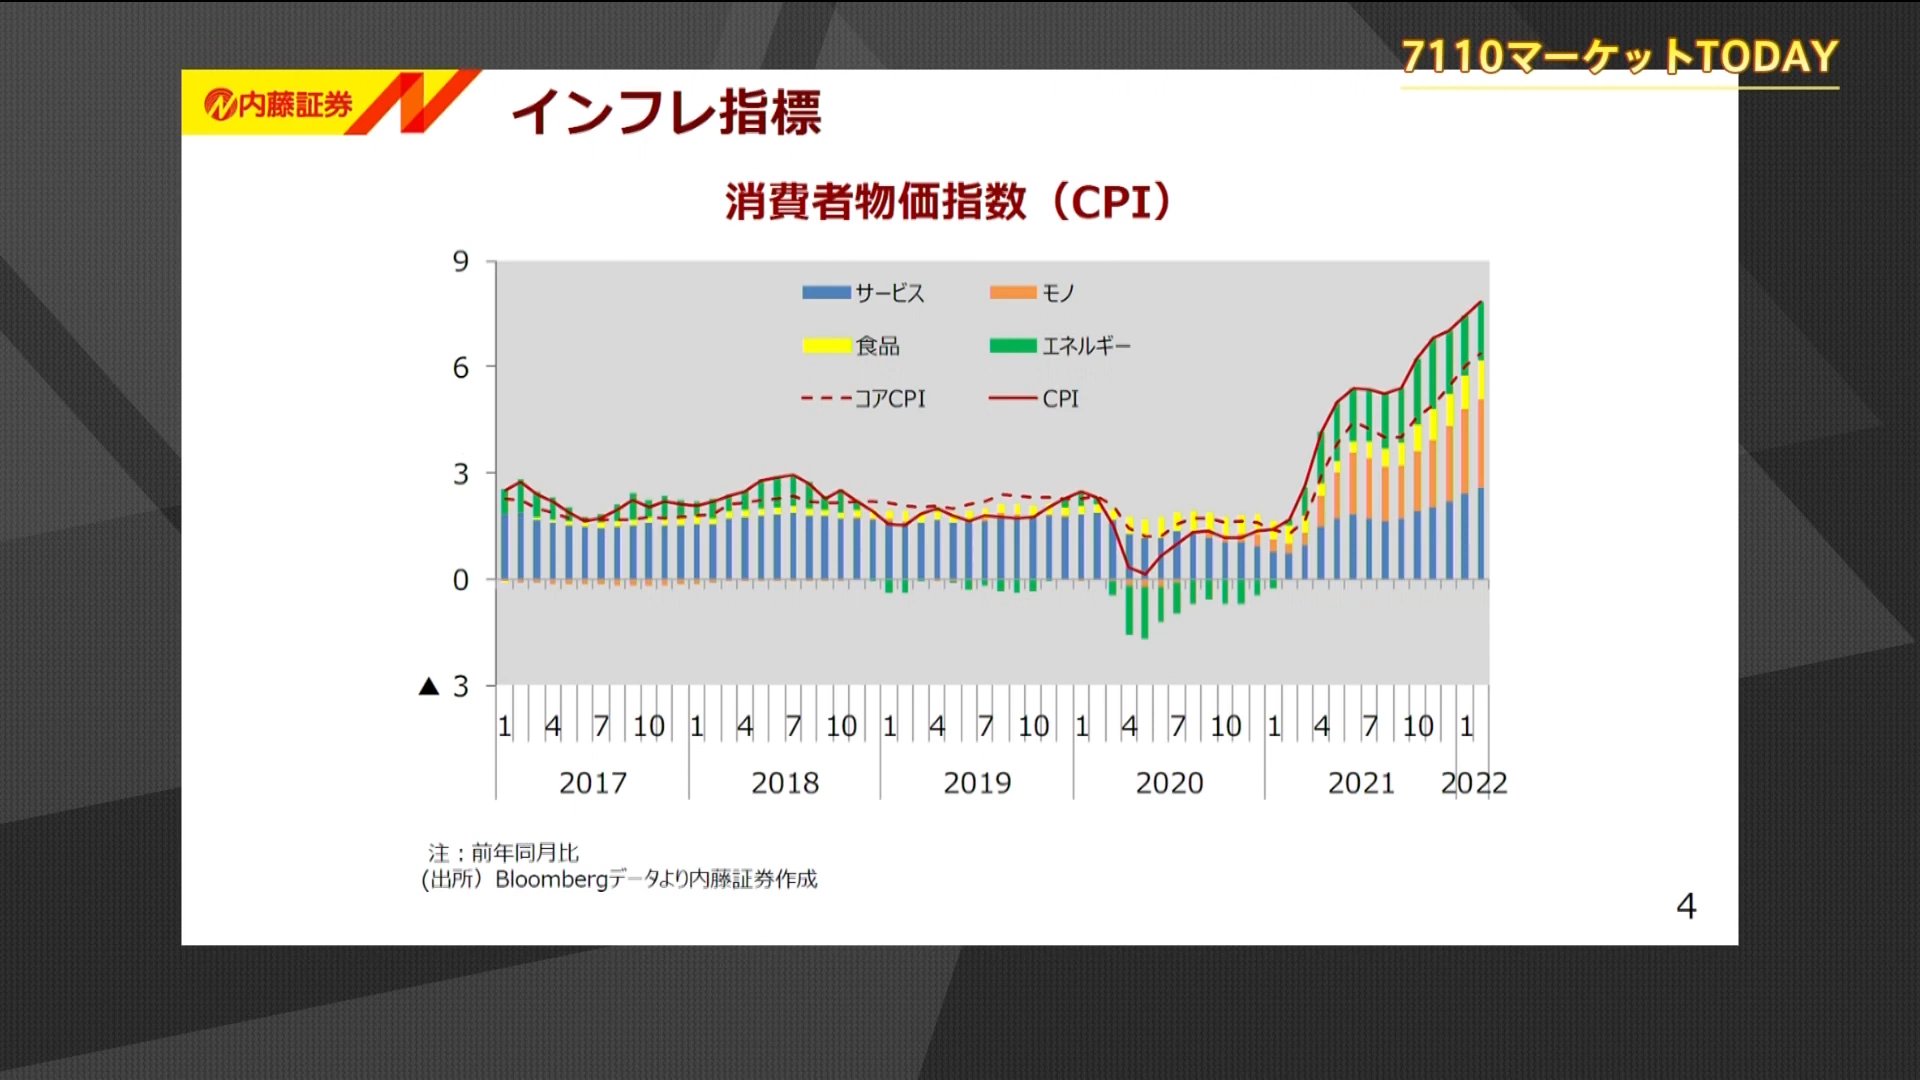 7110マーケットTODAY
内藤証券
インフレ指標
消費者物価指数（CPI）
サービス モノ
食品 エネルギー
コアCPI CPI
9
6
3
0
▲ 3
1 4 7 10 1 4 7 10 1 4 7 10 1 4 7 10 1 4 7 10 1
2017 2018 2019 2020 2021 2022
注：前年同月比
(出所）Bloombergデータより内藤証券作成
4